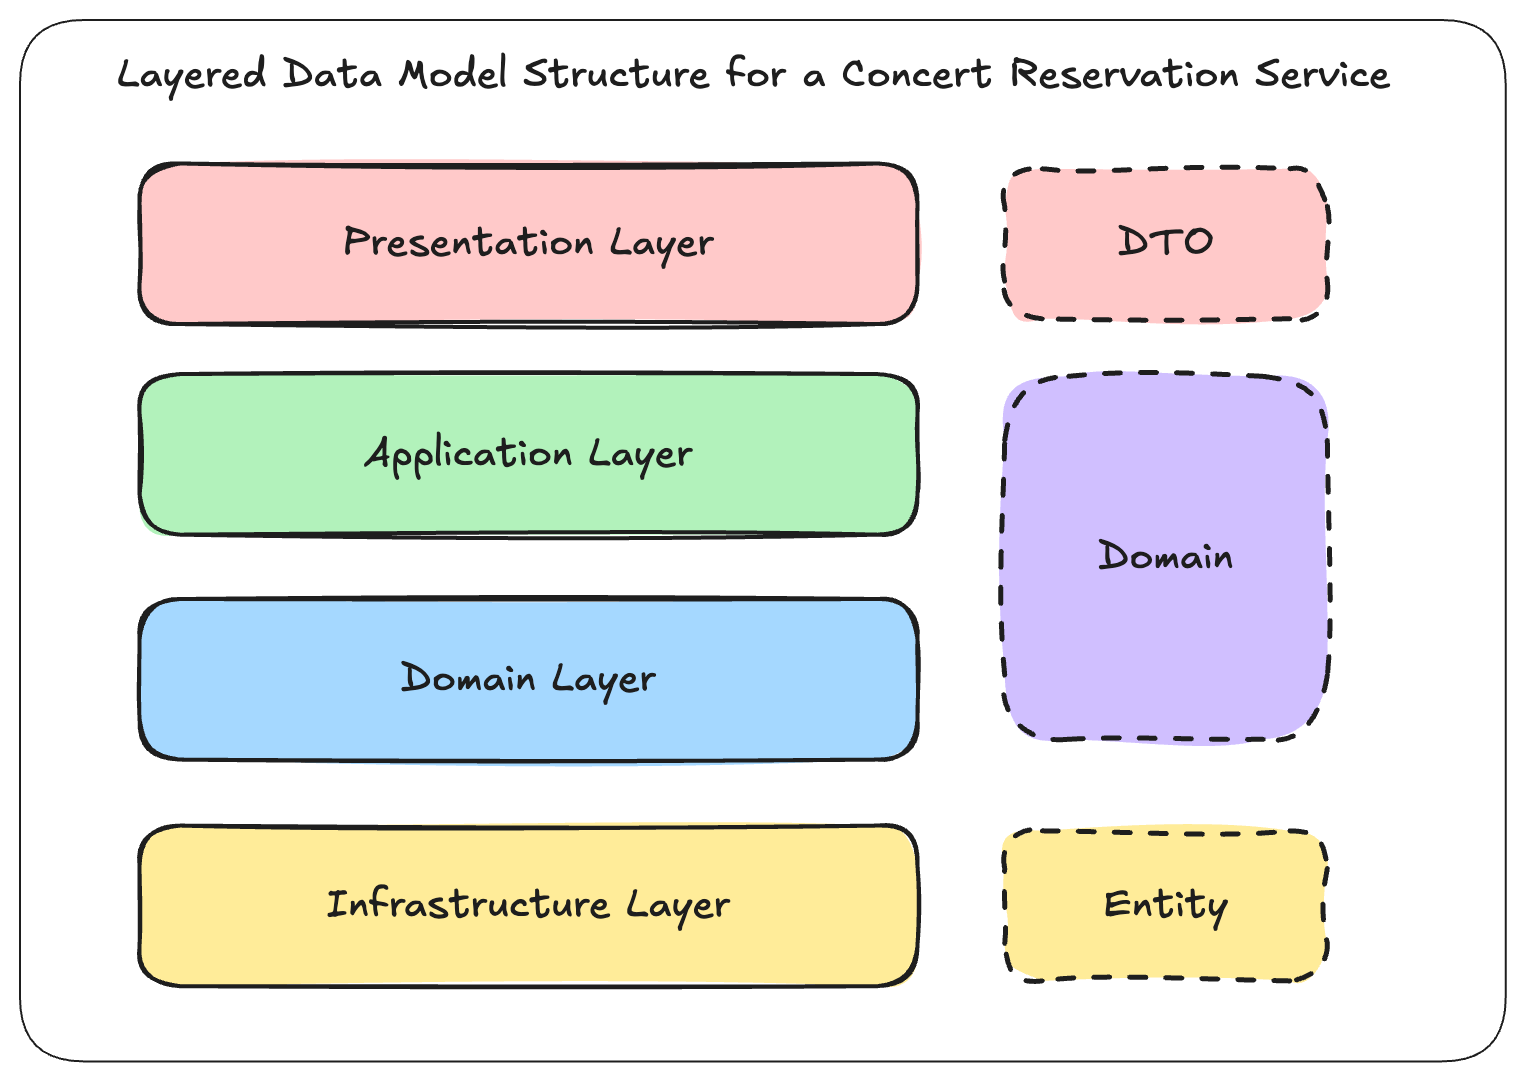 Layered Data Model Structure for a Concert Reservation Service
Presentation Layer
DTO
Application Layer
Domain
Domain Layer
Infrastructure Layer
Entity